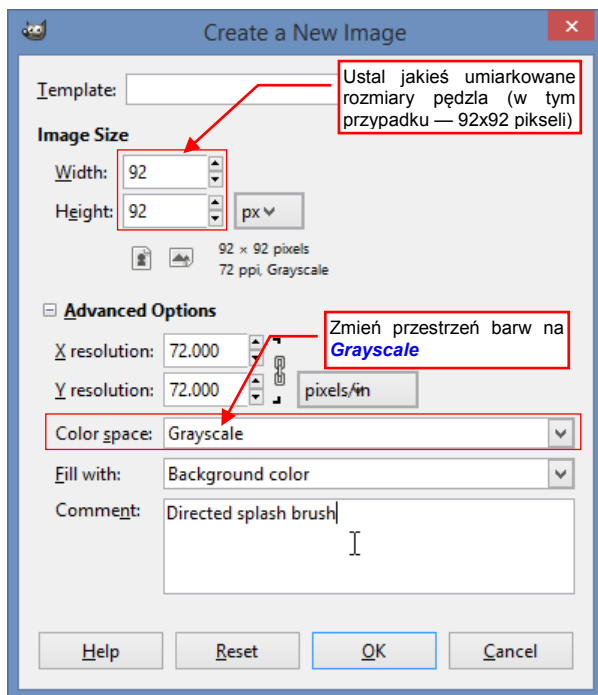 Create a New Image
Template:
Ustal jakieś umiarkowane
rozmiary pędzla (w tym
przypadku — 92x92 pikseli)
Image Size
Width: 92
Height: 92 px
92 × 92 pixels
72 ppi, Grayscale
Advanced Options
Zmień przestrzeń barw na
Grayscale
X resolution: 72.000
Y resolution: 72.000 pixels/in
Color space: Grayscale
Fill with: Background color
Comment: Directed splash brush
Help Reset OK Cancel